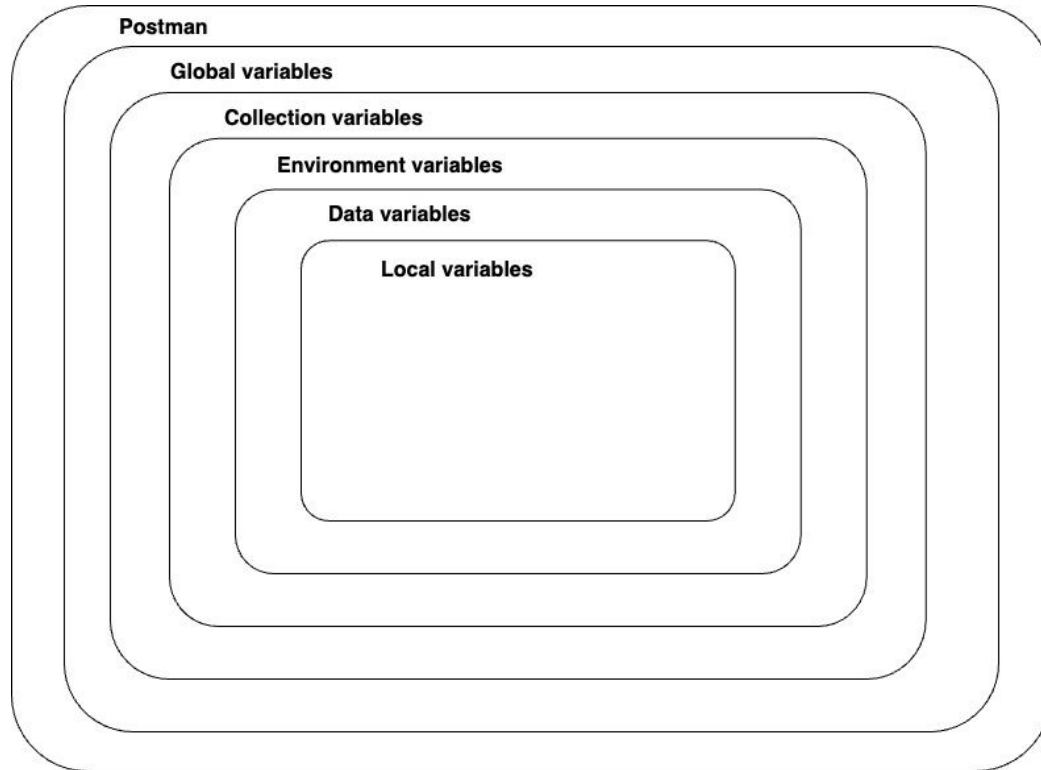 Postman
Global variables
Collection variables
Environment variables
Data variables
Local variables